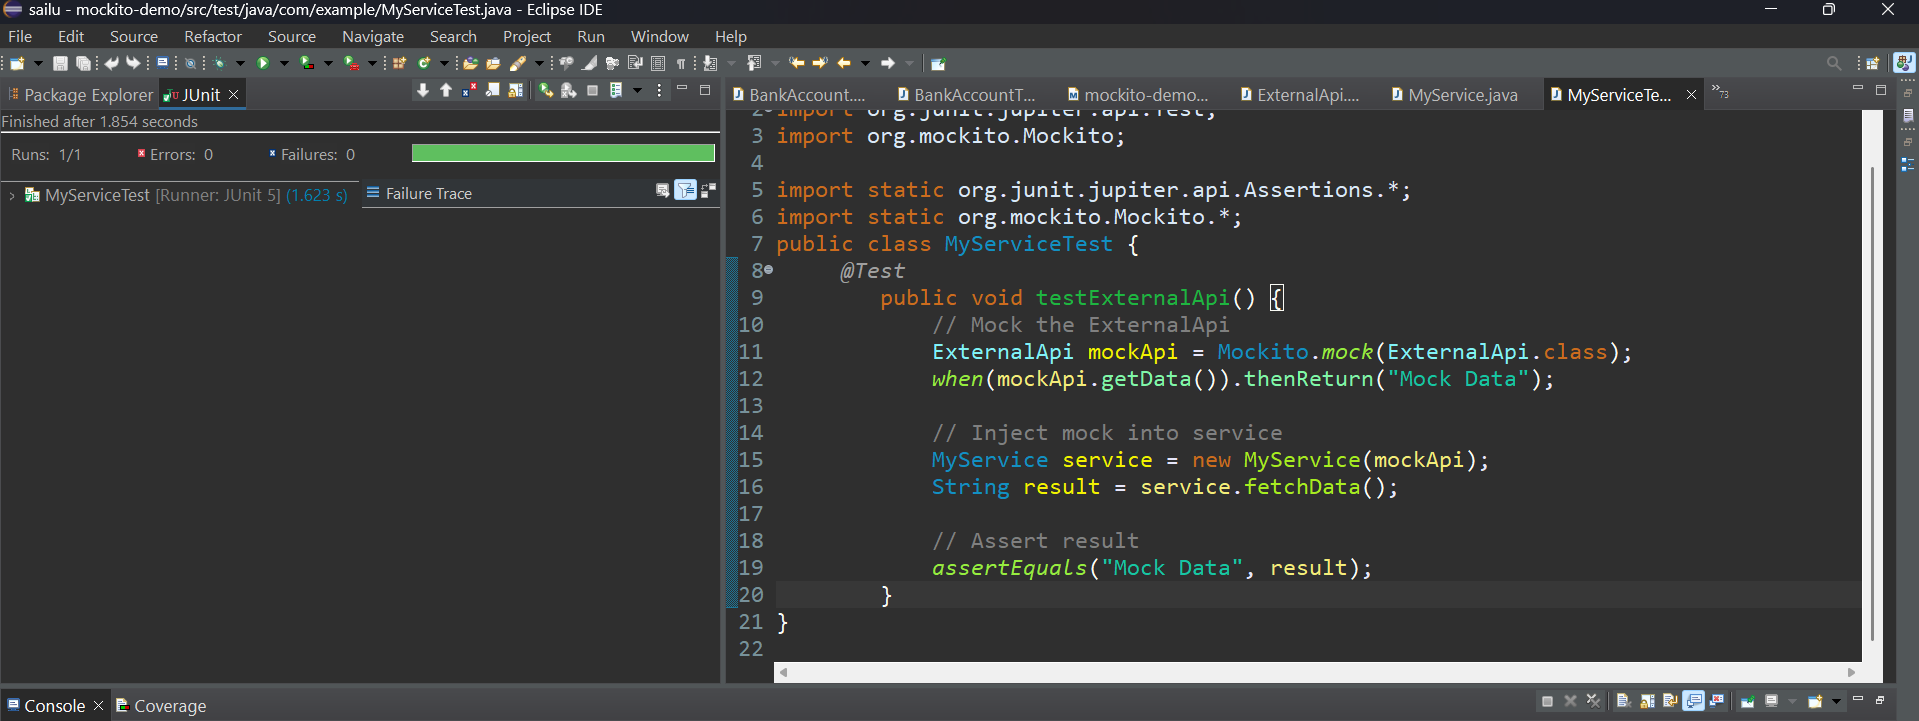 sailu - mockito-demo/src/test/java/com/example/MyServiceTest.java - Eclipse IDE
File Edit Source Refactor Source Navigate Search Project Run Window Help
Package Explorer JUnit
Finished after 1.854 seconds
Runs: 1/1 Errors: 0 Failures: 0
MyServiceTest [Runner: JUnit 5] (1.623 s)
Failure Trace
BankAccount.... BankAccountT... mockito-demo... ExternalApi.... MyService.java MyServiceTe... »73
2 import org.junit.jupiter.api.Test;
3 import org.mockito.Mockito;
4
5 import static org.junit.jupiter.api.Assertions.*;
6 import static org.mockito.Mockito.*;
7 public class MyServiceTest {
8 @Test
9 public void testExternalApi() {
10 // Mock the ExternalApi
11 ExternalApi mockApi = Mockito.mock(ExternalApi.class);
12 when(mockApi.getData()).thenReturn("Mock Data");
13
14 // Inject mock into service
15 MyService service = new MyService(mockApi);
16 String result = service.fetchData();
17
18 // Assert result
19 assertEquals("Mock Data", result);
20 }
21 }
22
Console Coverage